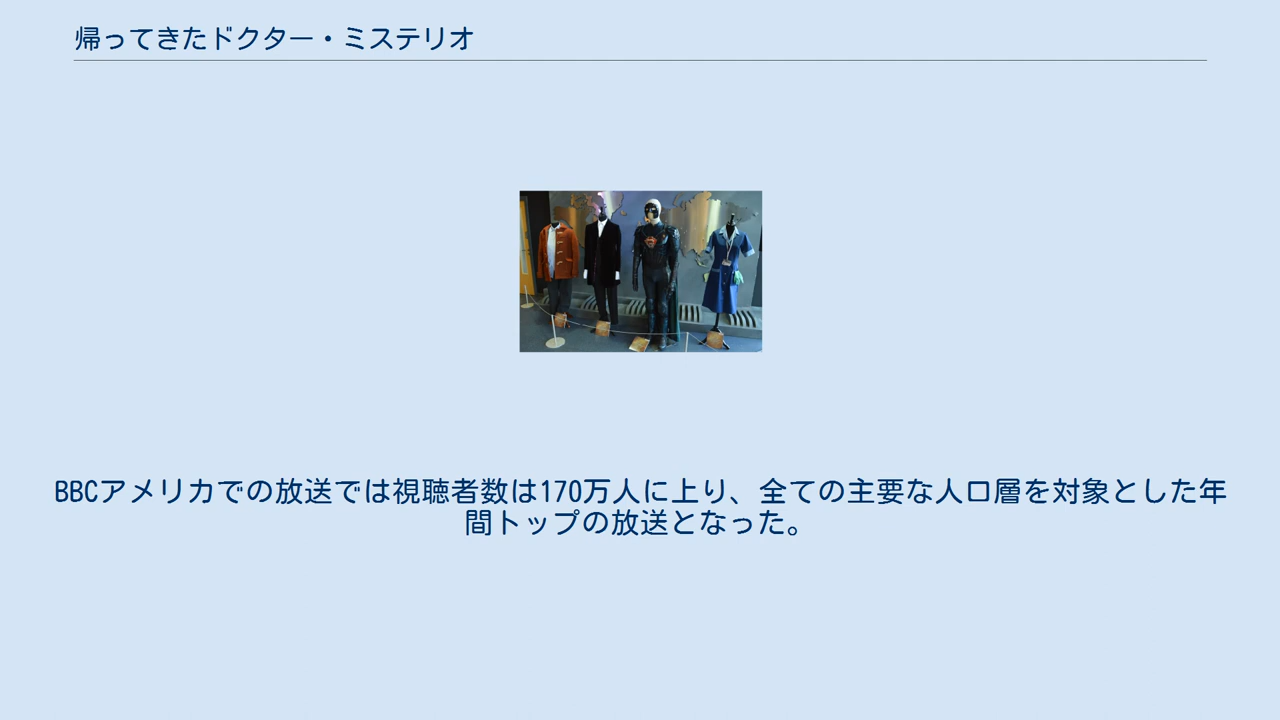 帰ってきたドクター・ミステリオ
BBCアメリカでの放送では視聴者数は170万人に上り、全ての主要な人口層を対象とした年
間トップの放送となった。